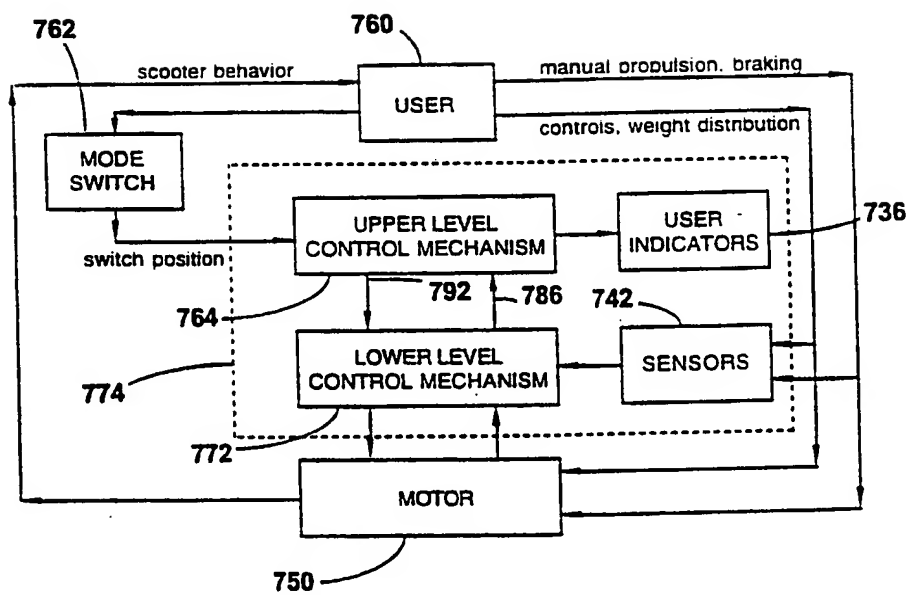 762
760
scooter behavior
manual propulsion, braking
USER
controls, weight distribution
MODE
SWITCH
UPPER LEVEL
CONTROL MECHANISM
USER
INDICATORS
736
switch position
792
786
742
764
LOWER LEVEL
CONTROL MECHANISM
SENSORS
774
772
MOTOR
750